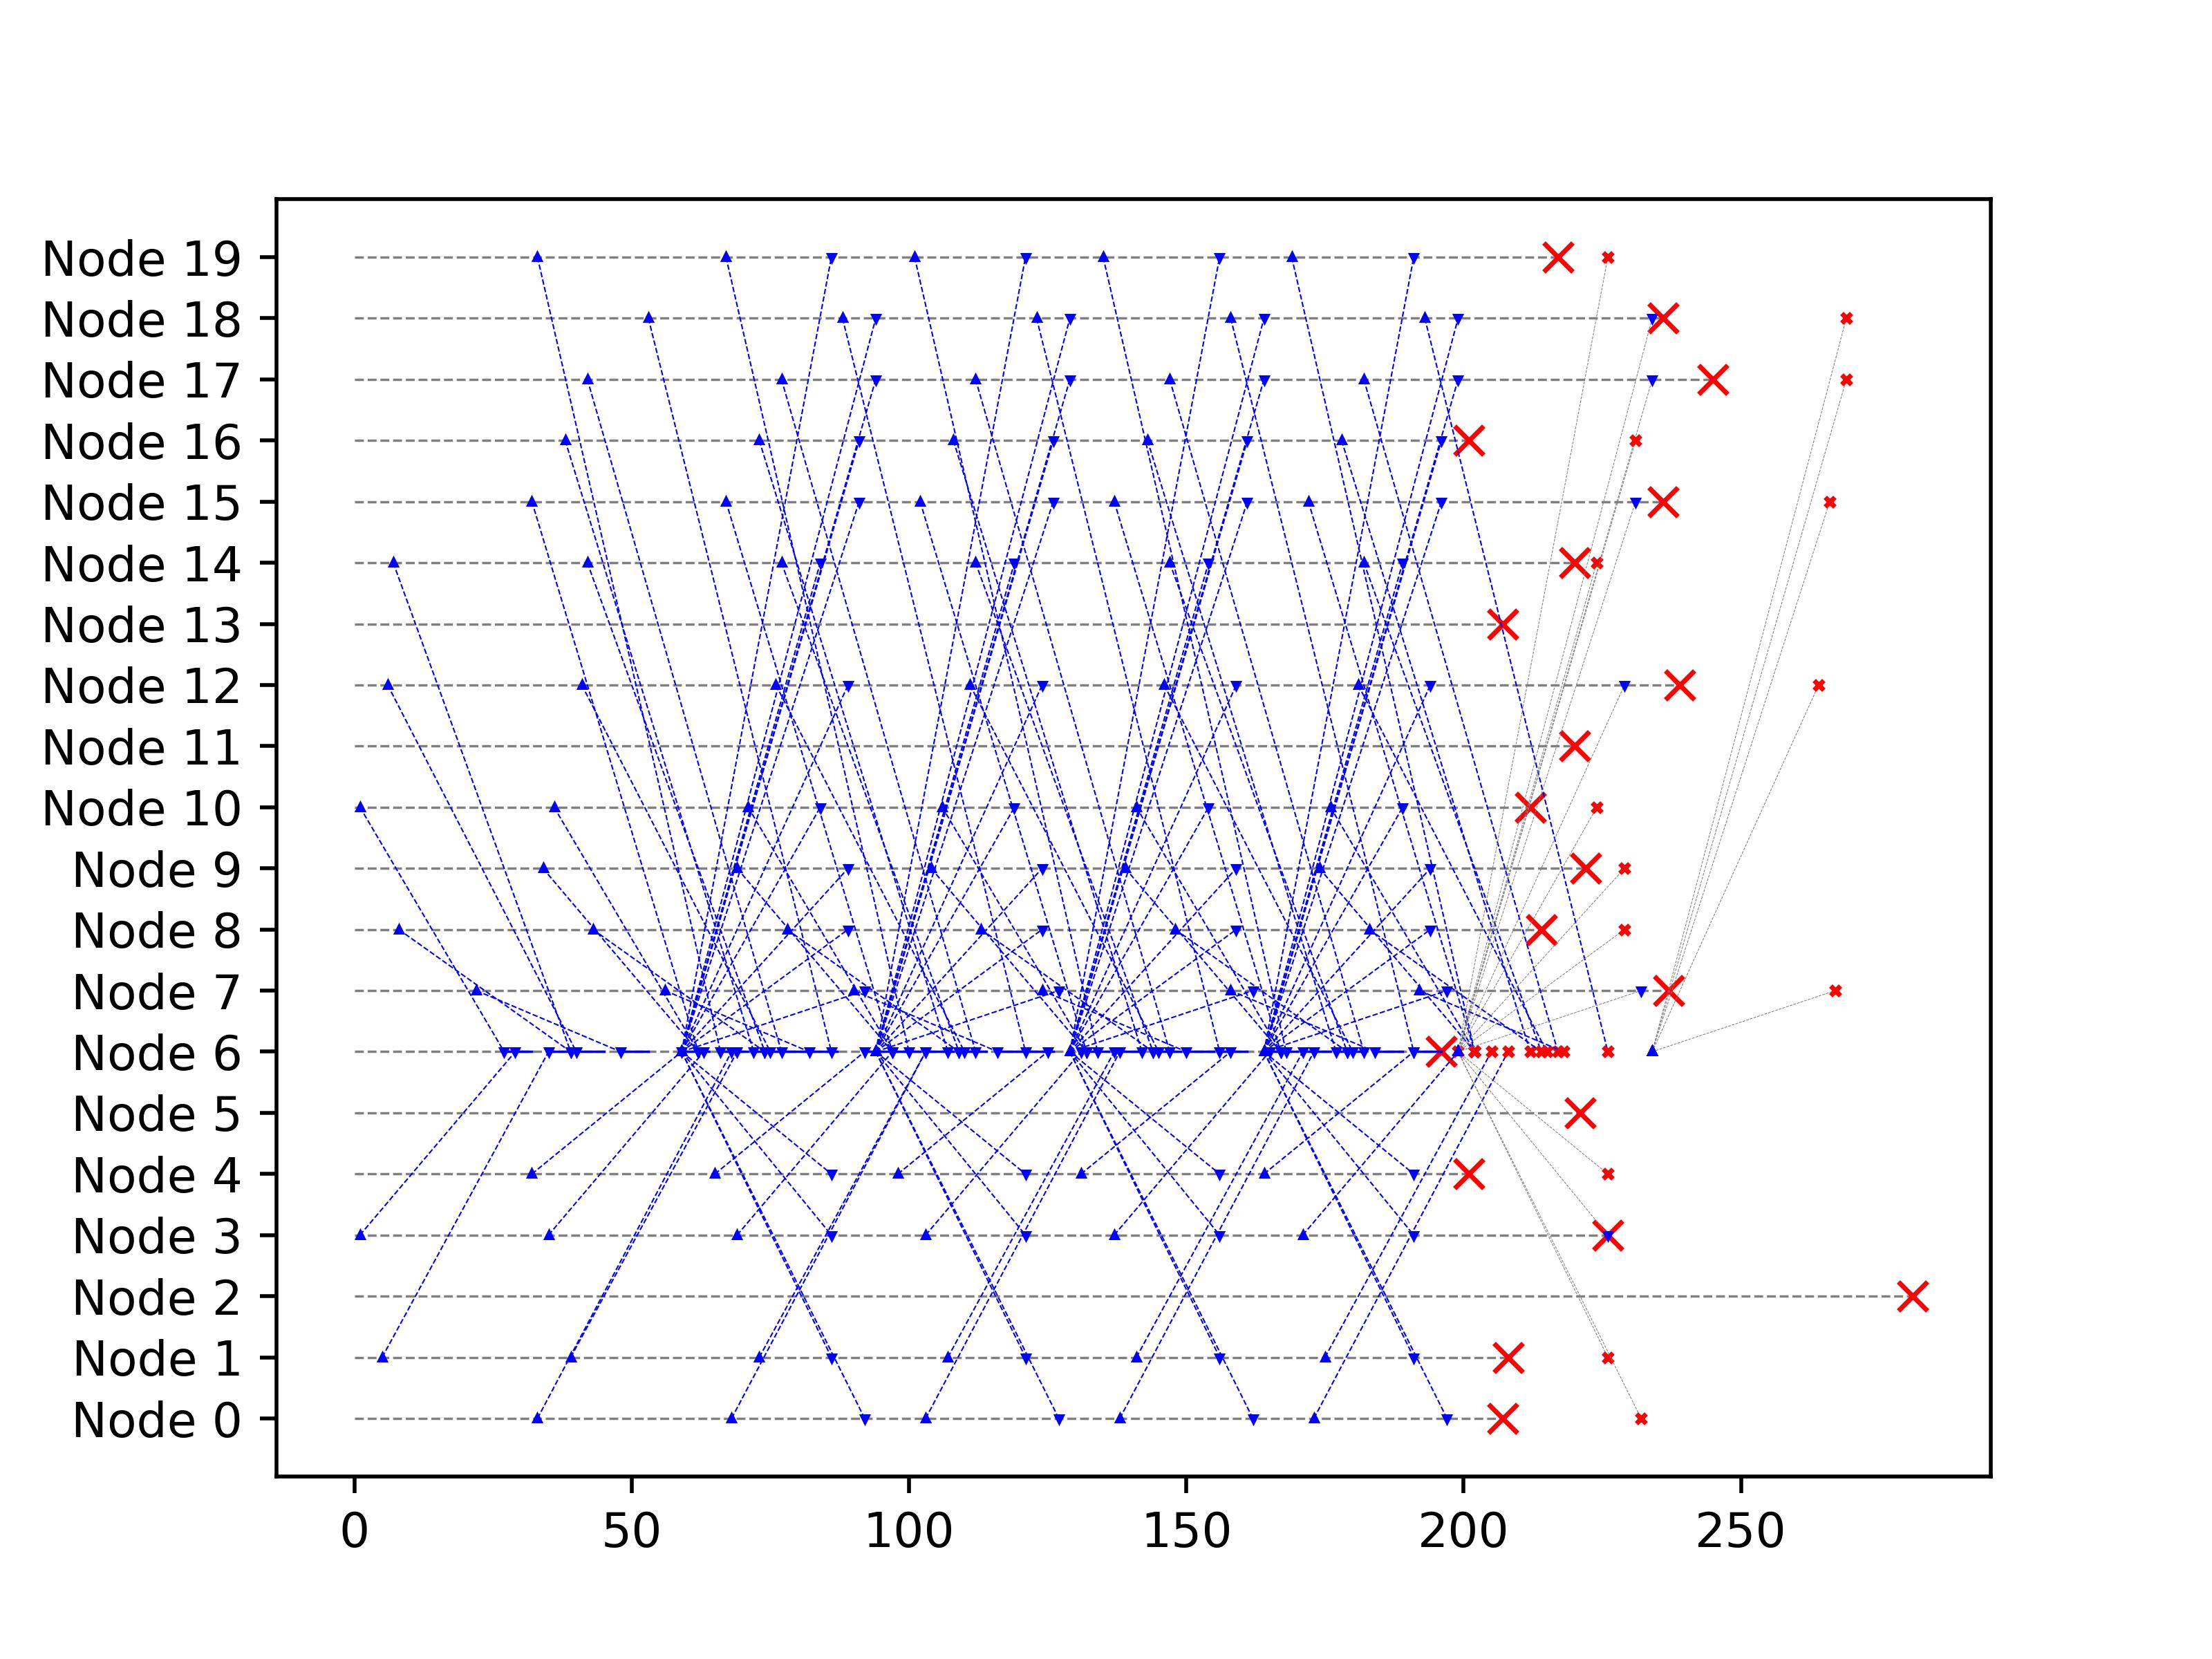 Node 19
Node 18
Node 17
Node 16
Node 15
Node 14
Node 13
Node 12
Node 11
Node 10
Node 9
Node 8
Node 7
Node 6
Node 5
Node 4
Node 3
Node 2
Node 1
Node 0
0 50 100 150 200 250